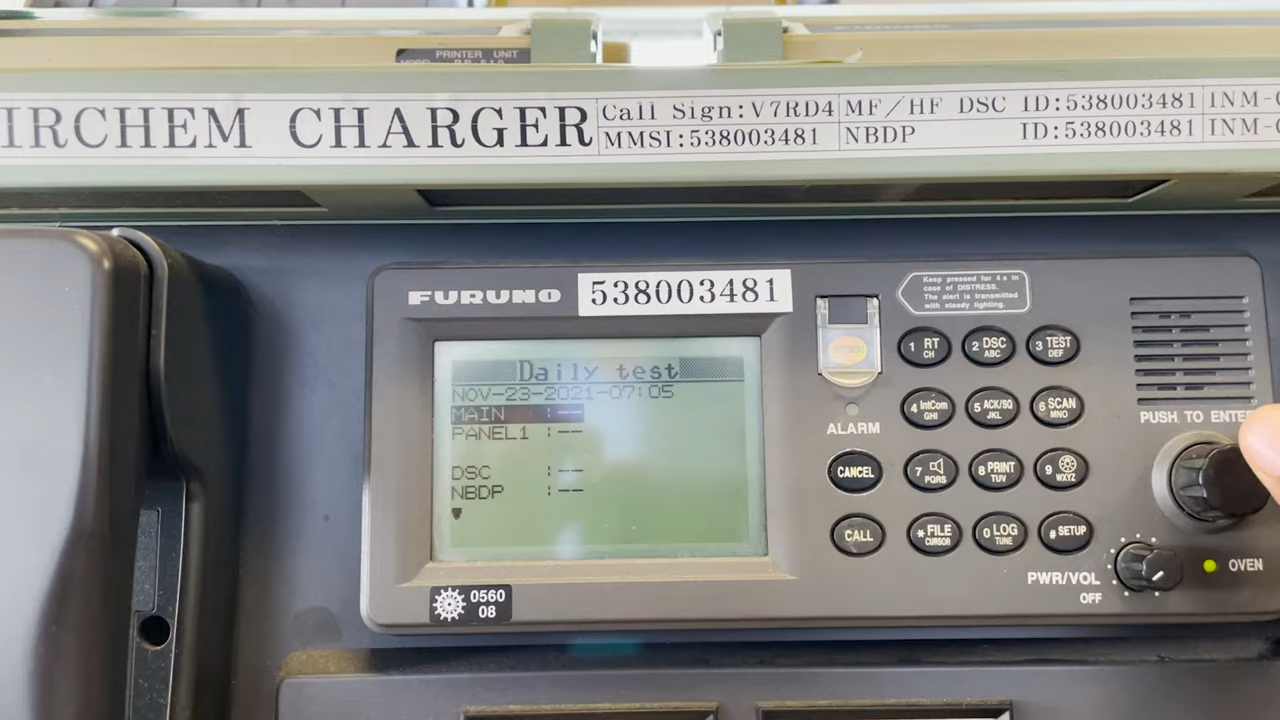 PRINTER UNIT
IRCHEM CHARGER
Call Sign:V7RD4
MMSI:538003481
MF/HF DSC ID:538003481
NBDP ID:538003481
INM-C
INM-C
FURUNO
538003481
Keep pressed for 4 s in
case of DISTRESS.
The alert is transmitted
with steady lighting.
Daily test
NOV-23-2021-07:05
MAIN :--
PANEL1 :--
DSC :--
NBDP :--
ALARM
1 RT CH
2 DSC ABC
3 TEST DEF
4 IntCom GHI
5 ACK/SQ JKL
6 SCAN MNO
CANCEL
7 PQRS
8 PRINT TUV
9 WXYZ
CALL
* FILE CURSOR
0 LOG TUNE
# SETUP
PUSH TO ENTE
PWR/VOL
OFF
OVEN
0560
08